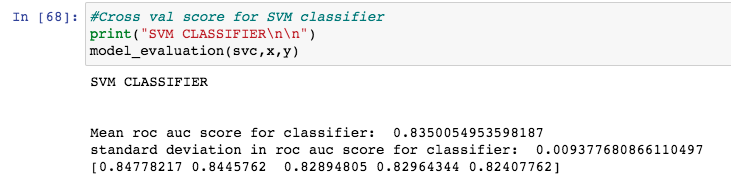 In [68]: #Cross val score for SVM classifier
print("SVM CLASSIFIER\n\n")
model_evaluation(svc,x,y)
SVM CLASSIFIER
Mean roc auc score for classifier:  0.8350054953598187
standard deviation in roc auc score for classifier:  0.009377680866110497
[0.84778217 0.8445762  0.82894805 0.82964344 0.82407762]